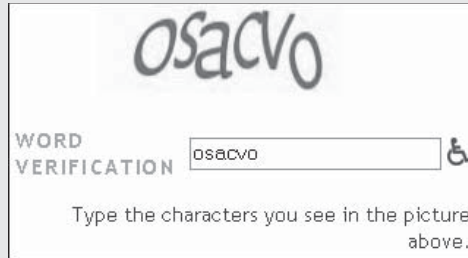 osacvo
WORD
VERIFICATION
osacvo
Type the characters you see in the picture
above.